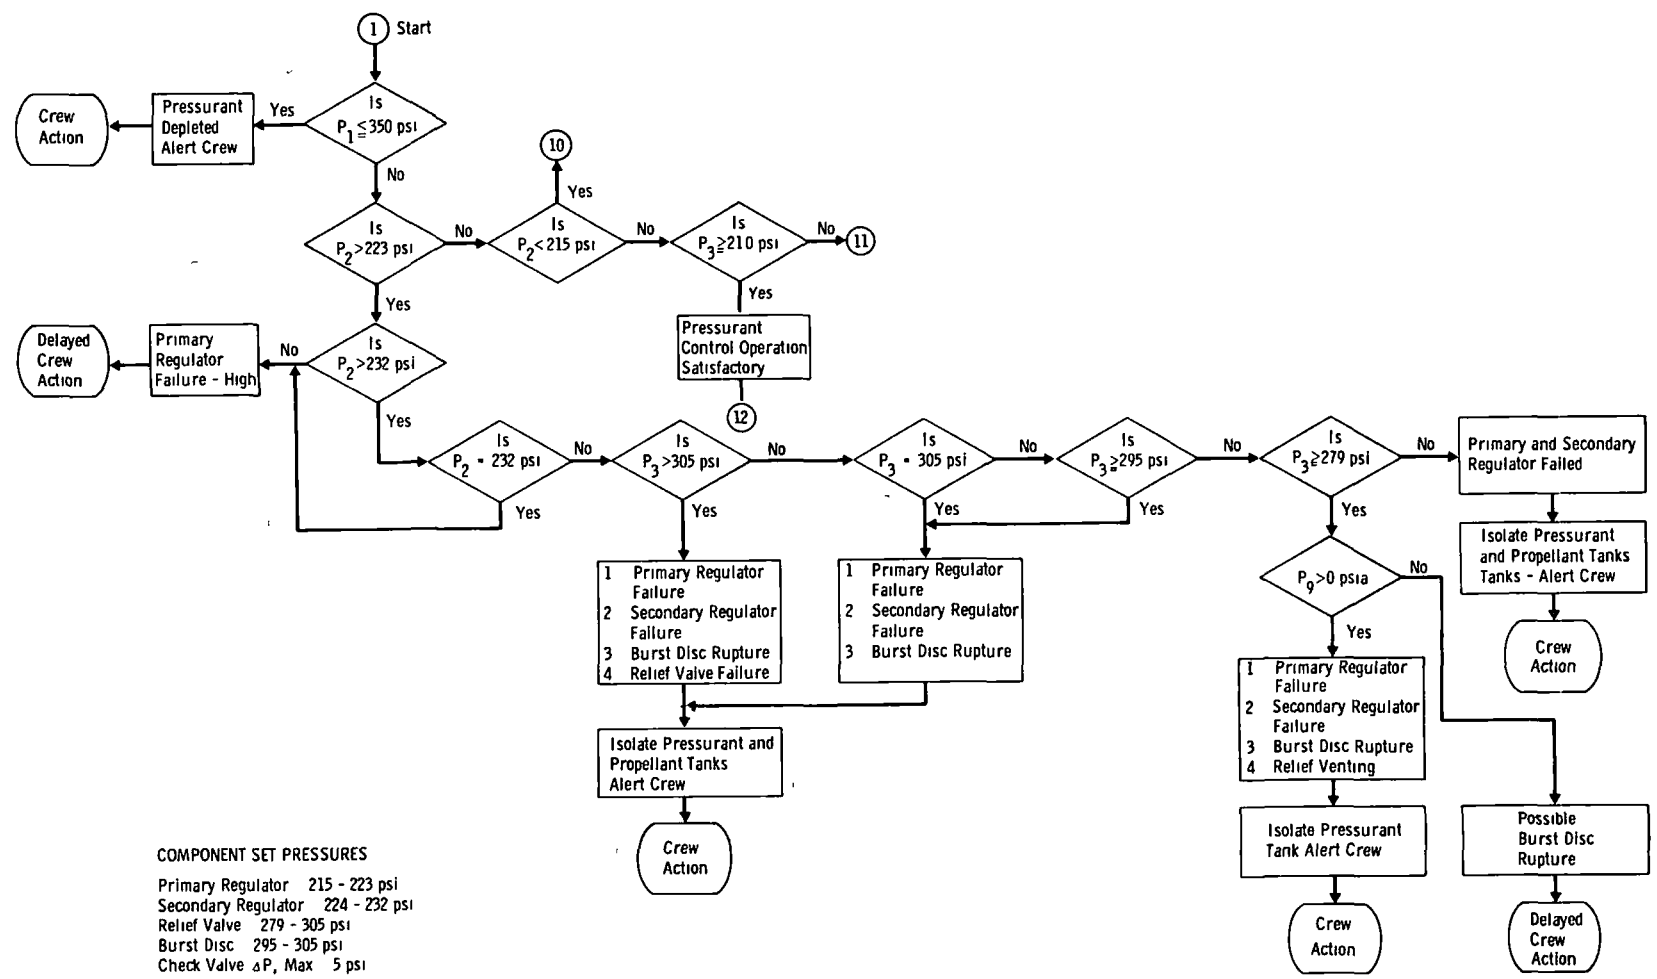 1 Start
Is
P1≤350 psi
Yes
Pressurant
Depleted
Alert Crew
Crew
Action
No
Is
P2>223 psi
No
Is
P2<215 psi
Yes
10
No
Is
P3≥210 psi
No
11
Yes
Pressurant
Control Operation
Satisfactory
12
Yes
Is
P2>232 psi
No
Primary
Regulator
Failure - High
Delayed
Crew
Action
Yes
Is
P2 = 232 psi
Yes
No
Is
P3>305 psi
No
Yes
1 Primary Regulator
Failure
2 Secondary Regulator
Failure
3 Burst Disc Rupture
4 Relief Valve Failure
Isolate Pressurant and
Propellant Tanks
Alert Crew
Crew
Action
Is
P3 = 305 psi
No
Yes
1 Primary Regulator
Failure
2 Secondary Regulator
Failure
3 Burst Disc Rupture
Is
P3≥295 psi
No
Yes
Is
P3≥279 psi
No
Primary and Secondary
Regulator Failed
Isolate Pressurant
and Propellant Tanks
Tanks - Alert Crew
Crew
Action
Yes
P9>0 psia
No
Yes
1 Primary Regulator
Failure
2 Secondary Regulator
Failure
3 Burst Disc Rupture
4 Relief Venting
Isolate Pressurant
Tank Alert Crew
Crew
Action
Possible
Burst Disc
Rupture
Delayed
Crew
Action
COMPONENT SET PRESSURES
Primary Regulator 215 - 223 psi
Secondary Regulator 224 - 232 psi
Relief Valve 279 - 305 psi
Burst Disc 295 - 305 psi
Check Valve ΔP, Max 5 psi